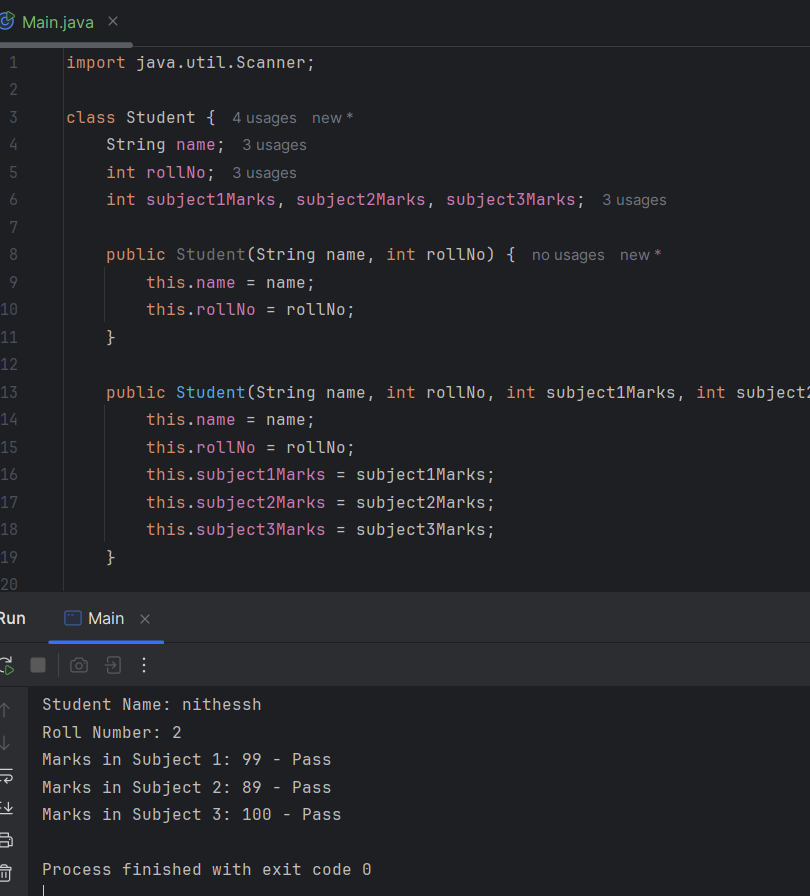 Main.java
1 import java.util.Scanner;
2
3 class Student { 4 usages new *
4 String name; 3 usages
5 int rollNo; 3 usages
6 int subject1Marks, subject2Marks, subject3Marks; 3 usages
7
8 public Student(String name, int rollNo) { no usages new *
9 this.name = name;
10 this.rollNo = rollNo;
11 }
12
13 public Student(String name, int rollNo, int subject1Marks, int subject2
14 this.name = name;
15 this.rollNo = rollNo;
16 this.subject1Marks = subject1Marks;
17 this.subject2Marks = subject2Marks;
18 this.subject3Marks = subject3Marks;
19 }
20
Run Main
Student Name: nithessh
Roll Number: 2
Marks in Subject 1: 99 - Pass
Marks in Subject 2: 89 - Pass
Marks in Subject 3: 100 - Pass
Process finished with exit code 0